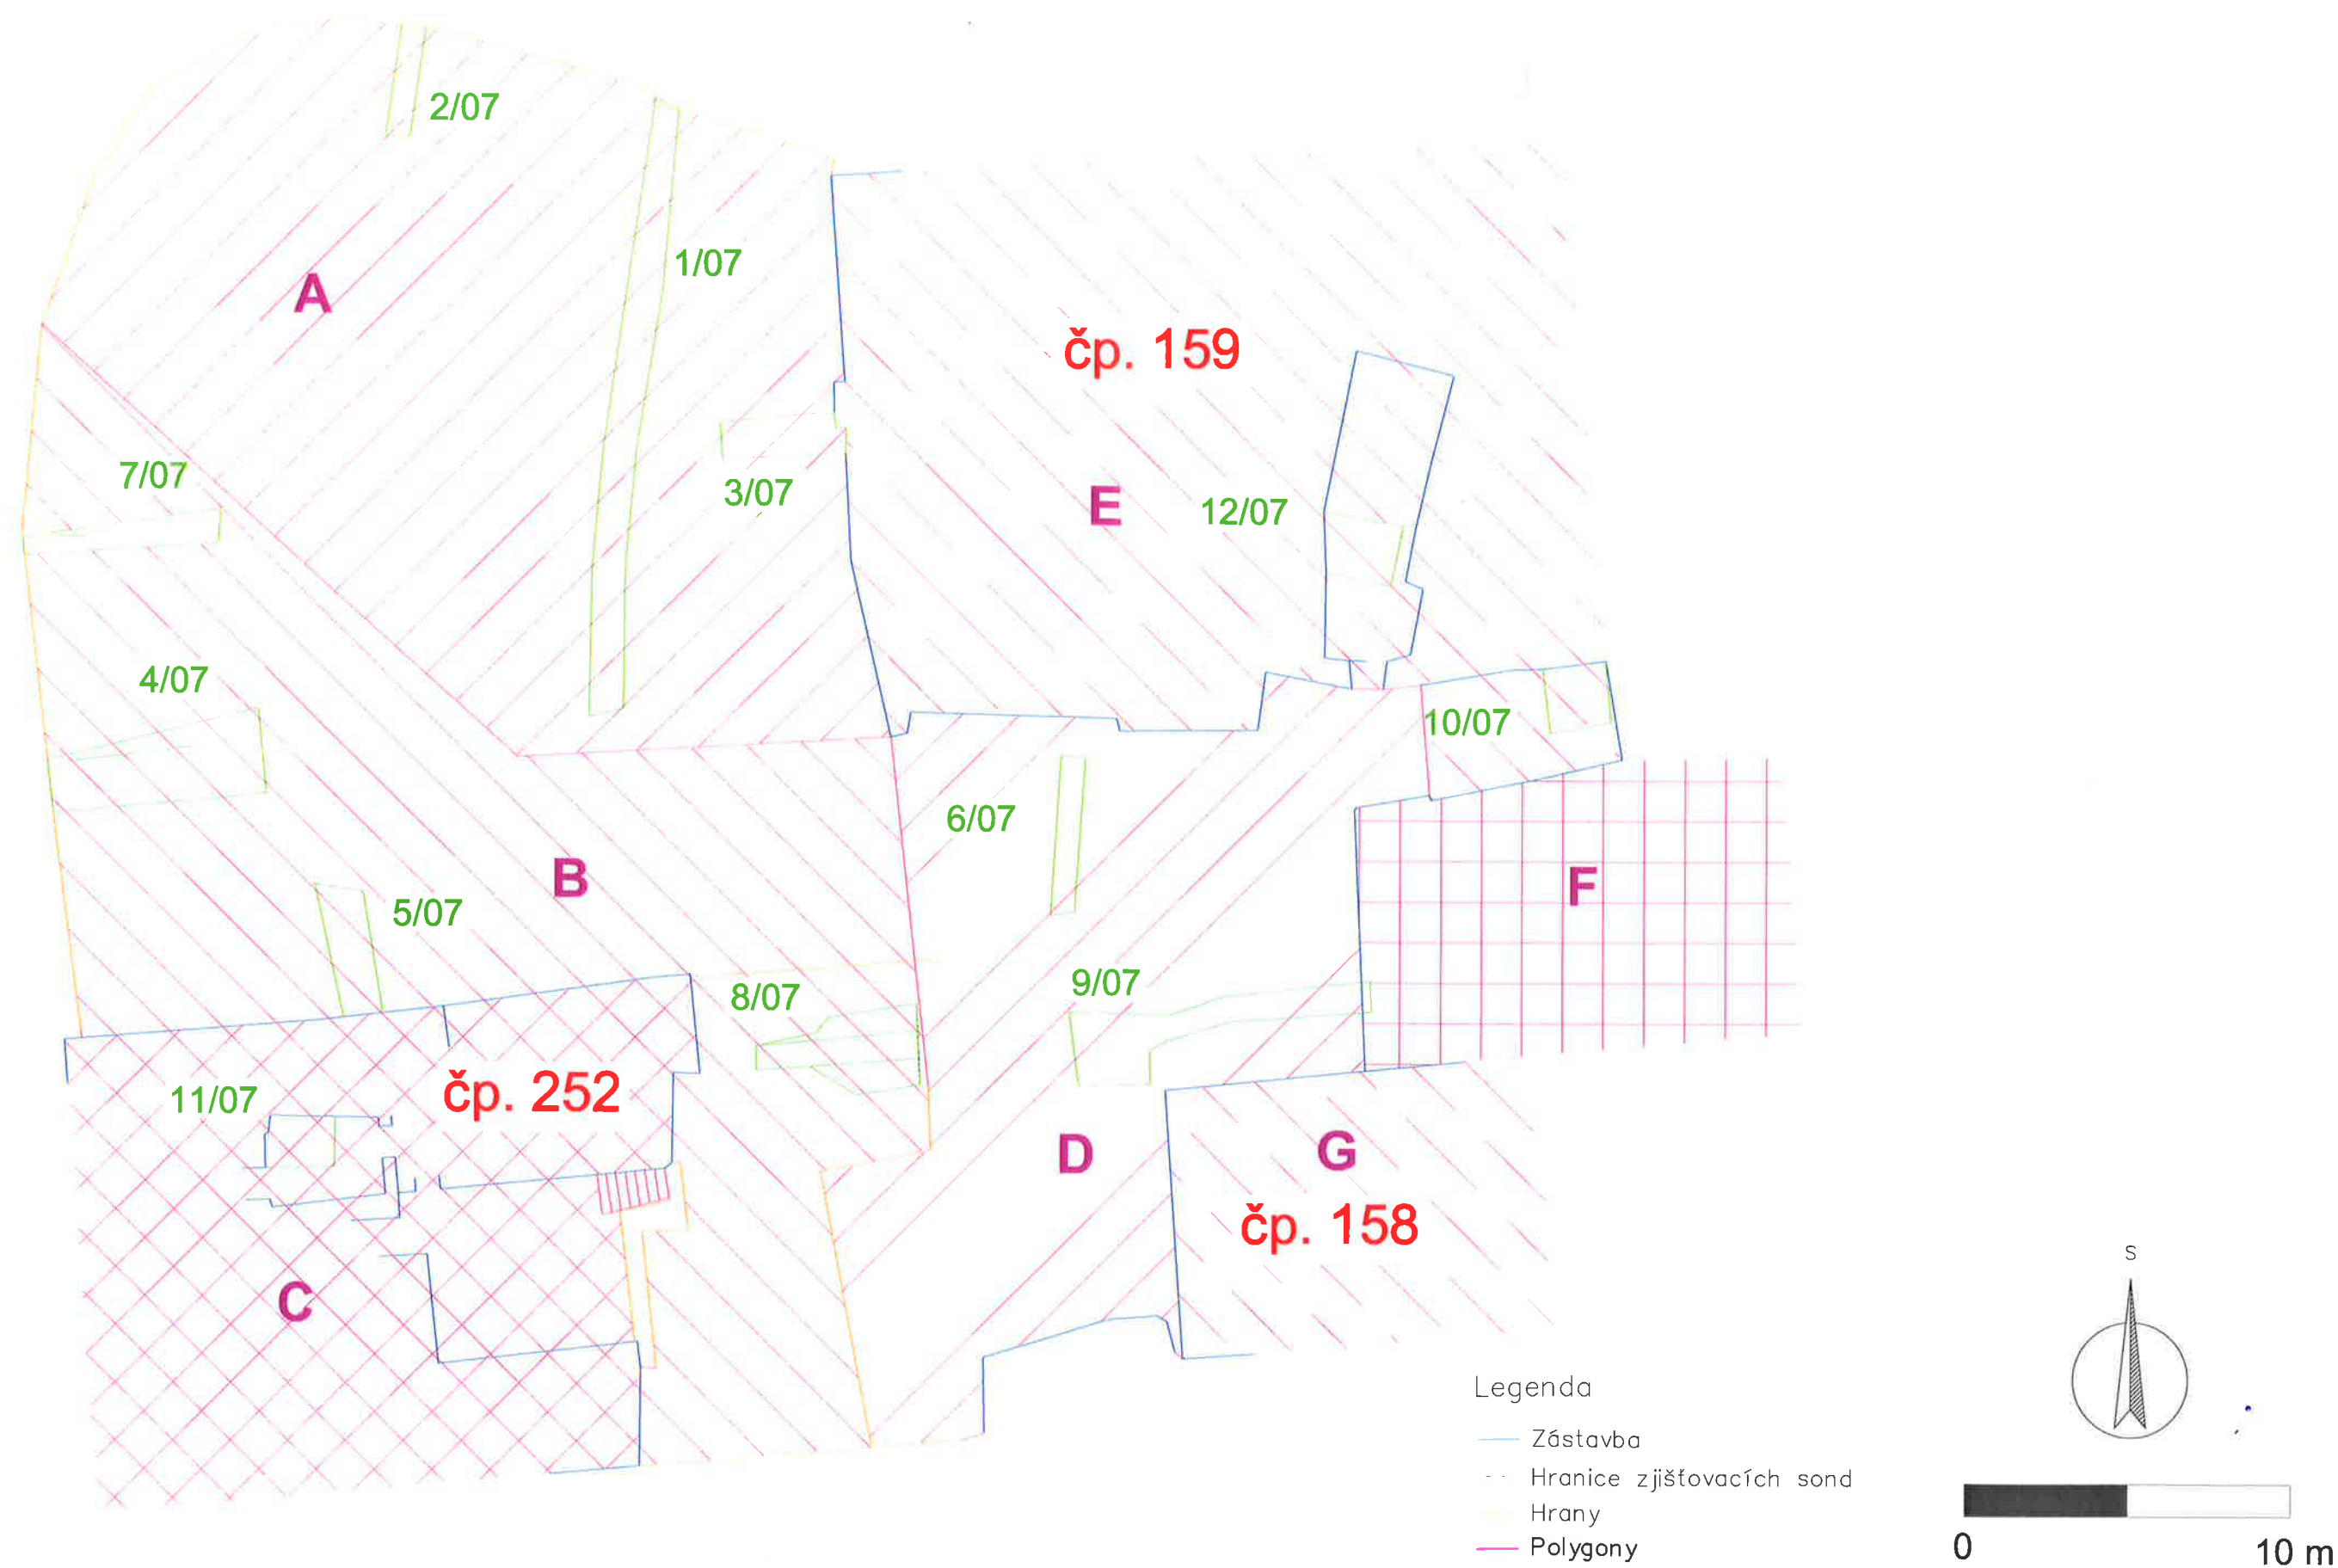 2/07
1/07
A
čp. 159
7/07
3/07
E
12/07
4/07
10/07
6/07
B
F
5/07
9/07
8/07
11/07
čp. 252
D
G
čp. 158
C
S
Legenda
Zástavba
Hranice zjišťovacích sond
Hrany
Polygony
0
10 m